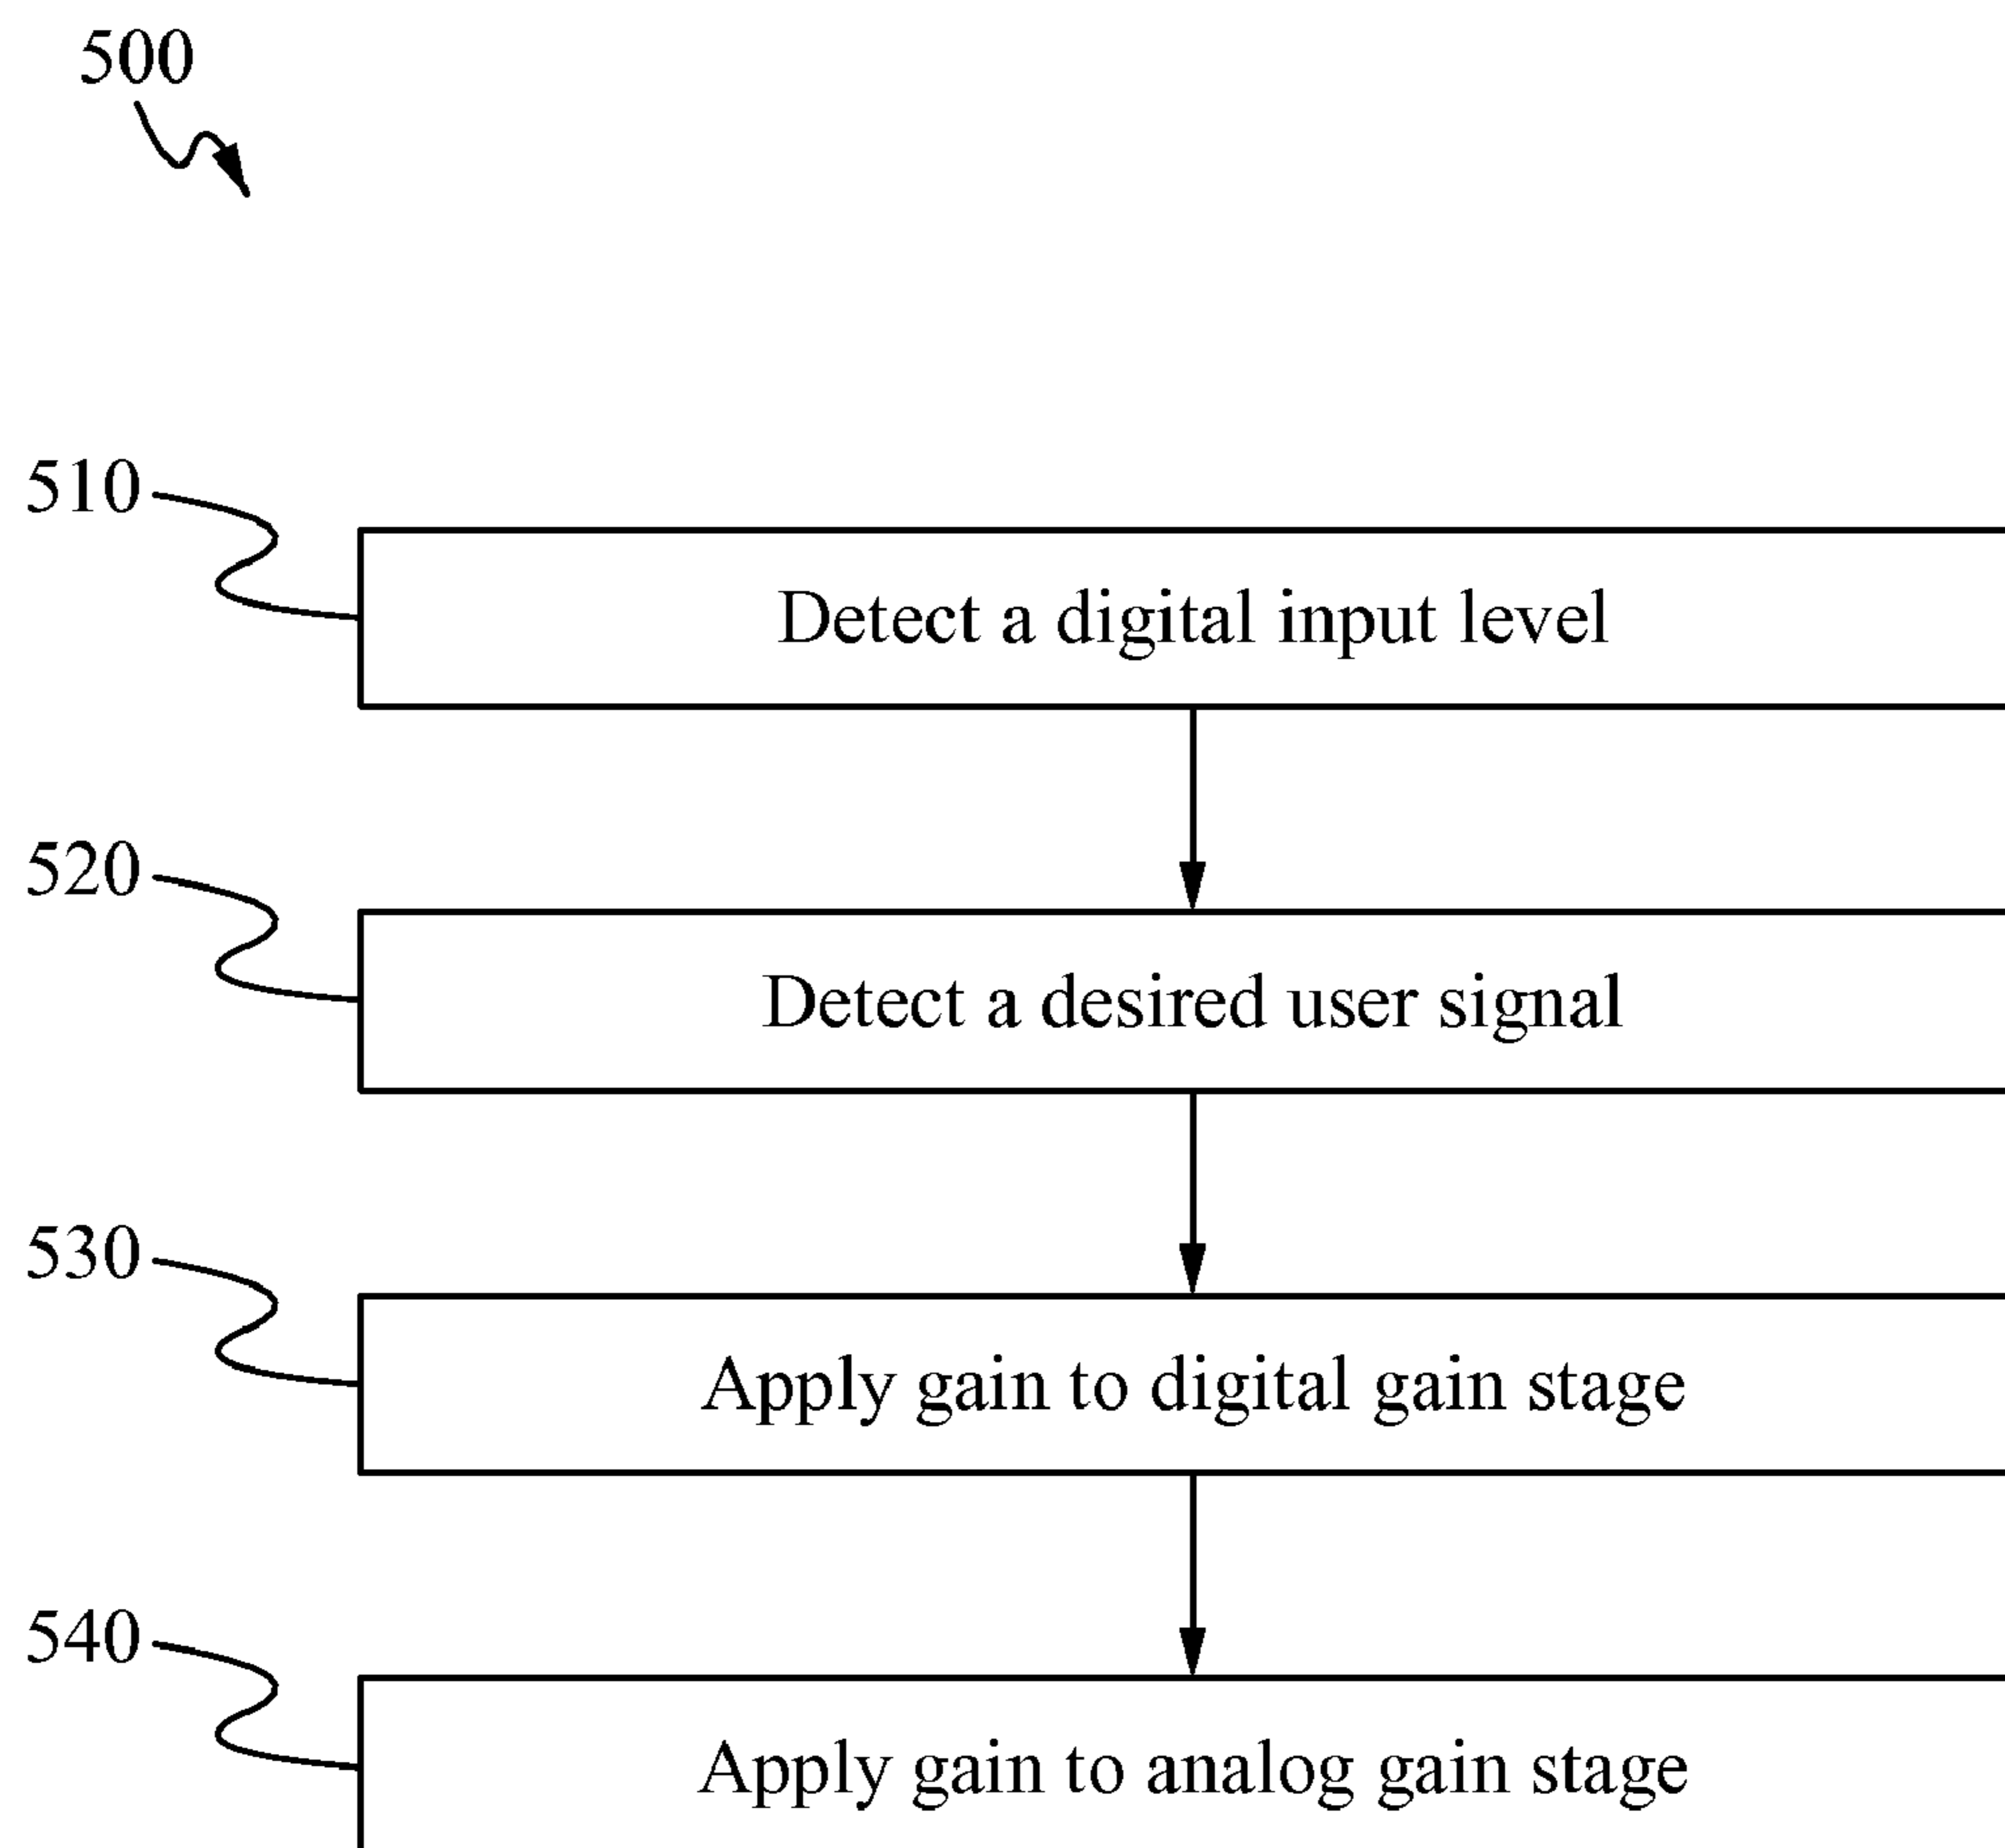 500
510
Detect a digital input level
520
Detect a desired user signal
530
Apply gain to digital gain stage
540
Apply gain to analog gain stage